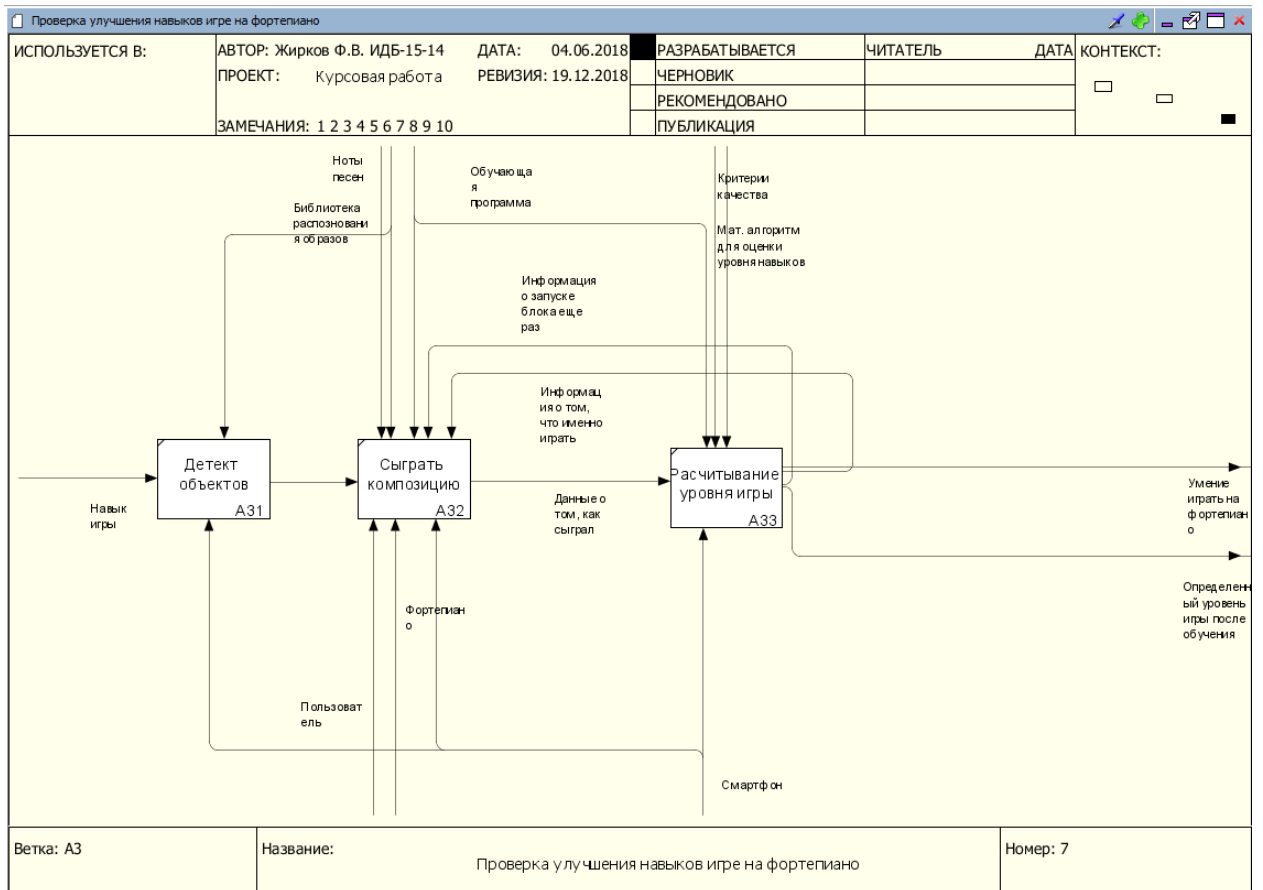 Проверка улучшения навыков игре на фортепиано
ИСПОЛЬЗУЕТСЯ В:
АВТОР: Жирков Ф.В. ИДБ-15-14
ДАТА: 04.06.2018
РАЗРАБАТЫВАЕТСЯ
ЧИТАТЕЛЬ
ДАТА
КОНТЕКСТ:
ПРОЕКТ: Курсовая работа
РЕВИЗИЯ: 19.12.2018
ЧЕРНОВИК
РЕКОМЕНДОВАНО
ЗАМЕЧАНИЯ: 1 2 3 4 5 6 7 8 9 10
ПУБЛИКАЦИЯ
Ноты
песен
Обучающа
я
программа
Критерии
качества
Библиотека
распозновани
я образов
Мат. алгоритм
для оценки
уровня навыков
Информация
о запуске
блока еще
раз
Информац
ия о том,
что именно
играть
Детект
объектов
A31
Сыграть
композицию
A32
Расчитывание
уровня игры
A33
Навык
игры
Данные о
том, как
сыграл
Умение
играть на
фортепиан
о
Фортепиан
о
Определенн
ый уровень
игры после
обучения
Пользоват
ель
Смартфон
Ветка: A3
Название:
Проверка улучшения навыков игре на фортепиано
Номер: 7